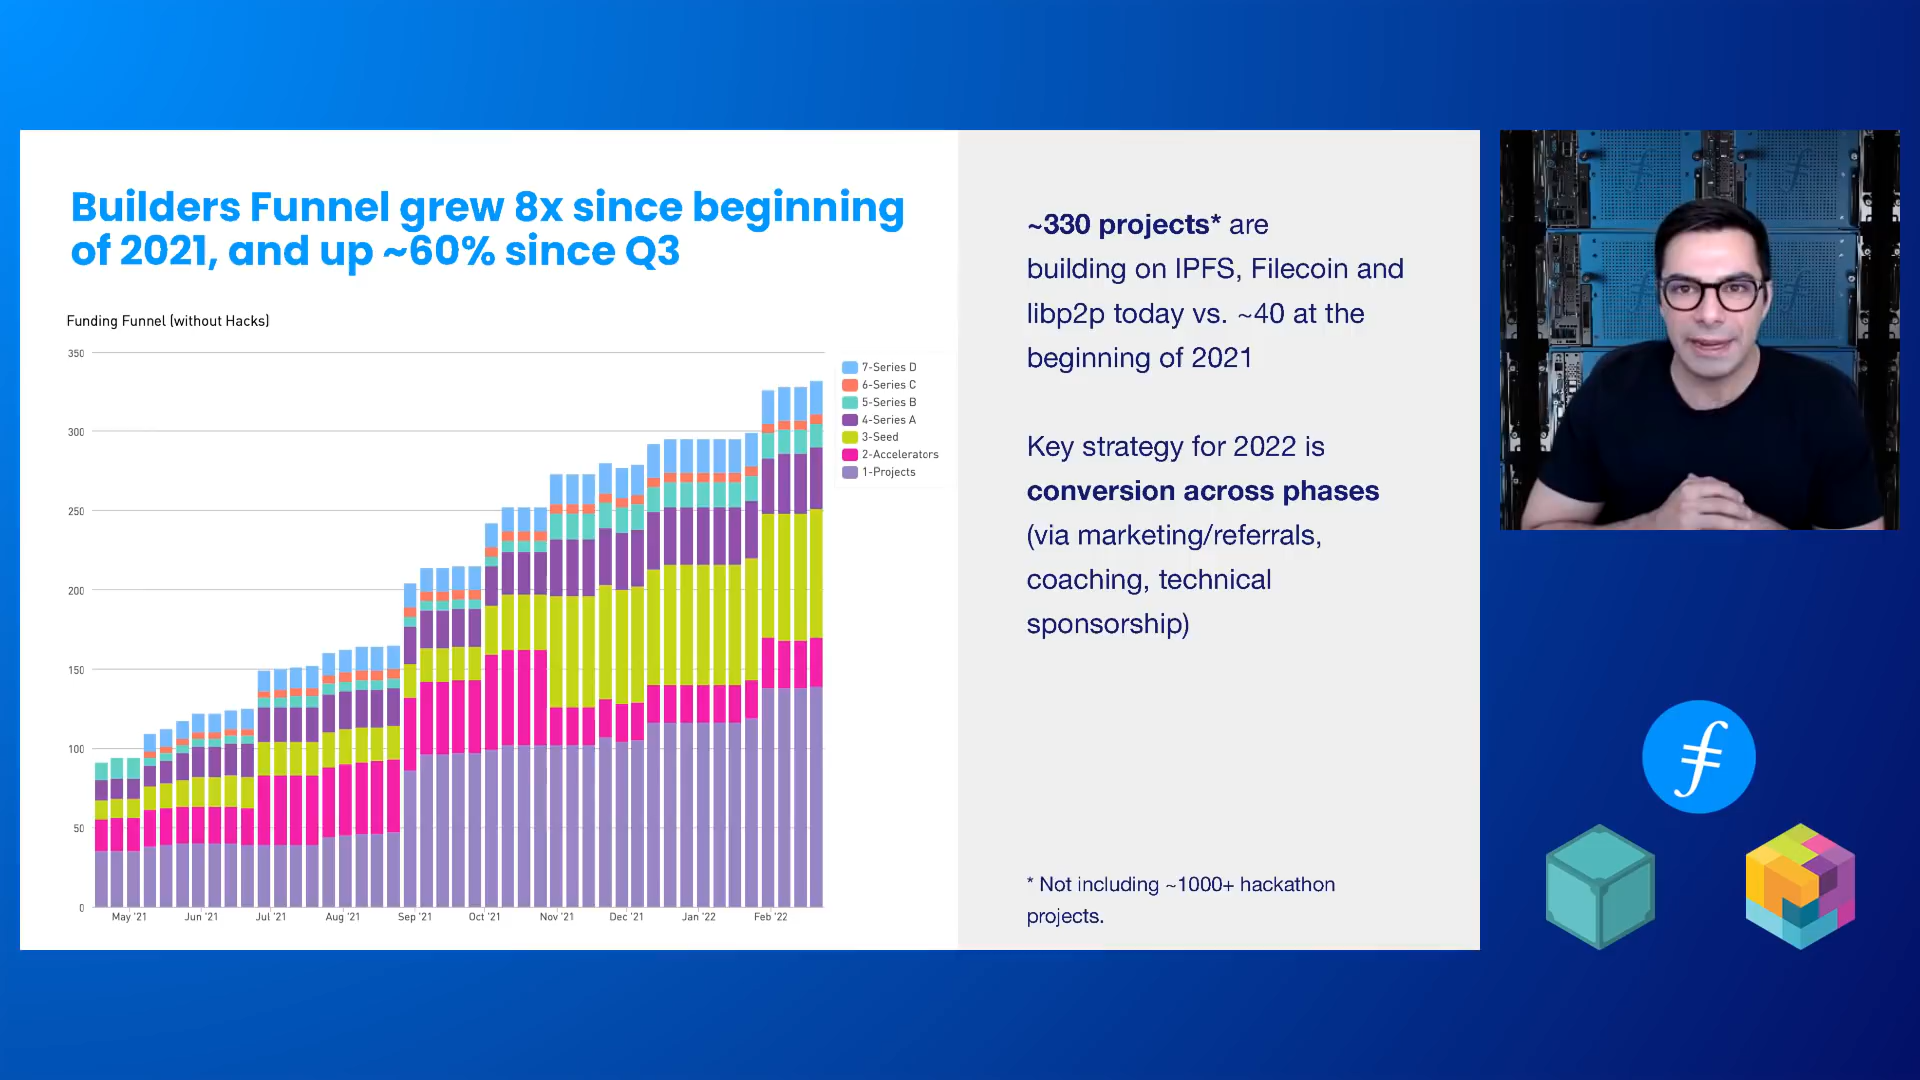 Builders Funnel grew 8x since beginning
of 2021, and up ~60% since Q3
Funding Funnel (without Hacks)
350
300
250
200
150
100
50
0
May '21
Jun '21
Jul '21
Aug '21
Sep '21
Oct '21
Nov '21
Dec '21
Jan '22
Feb '22
7-Series D
6-Series C
5-Series B
4-Series A
3-Seed
2-Accelerators
1-Projects
~330 projects* are
building on IPFS, Filecoin and
libp2p today vs. ~40 at the
beginning of 2021
Key strategy for 2022 is
conversion across phases
(via marketing/referrals,
coaching, technical
sponsorship)
* Not including ~1000+ hackathon
projects.